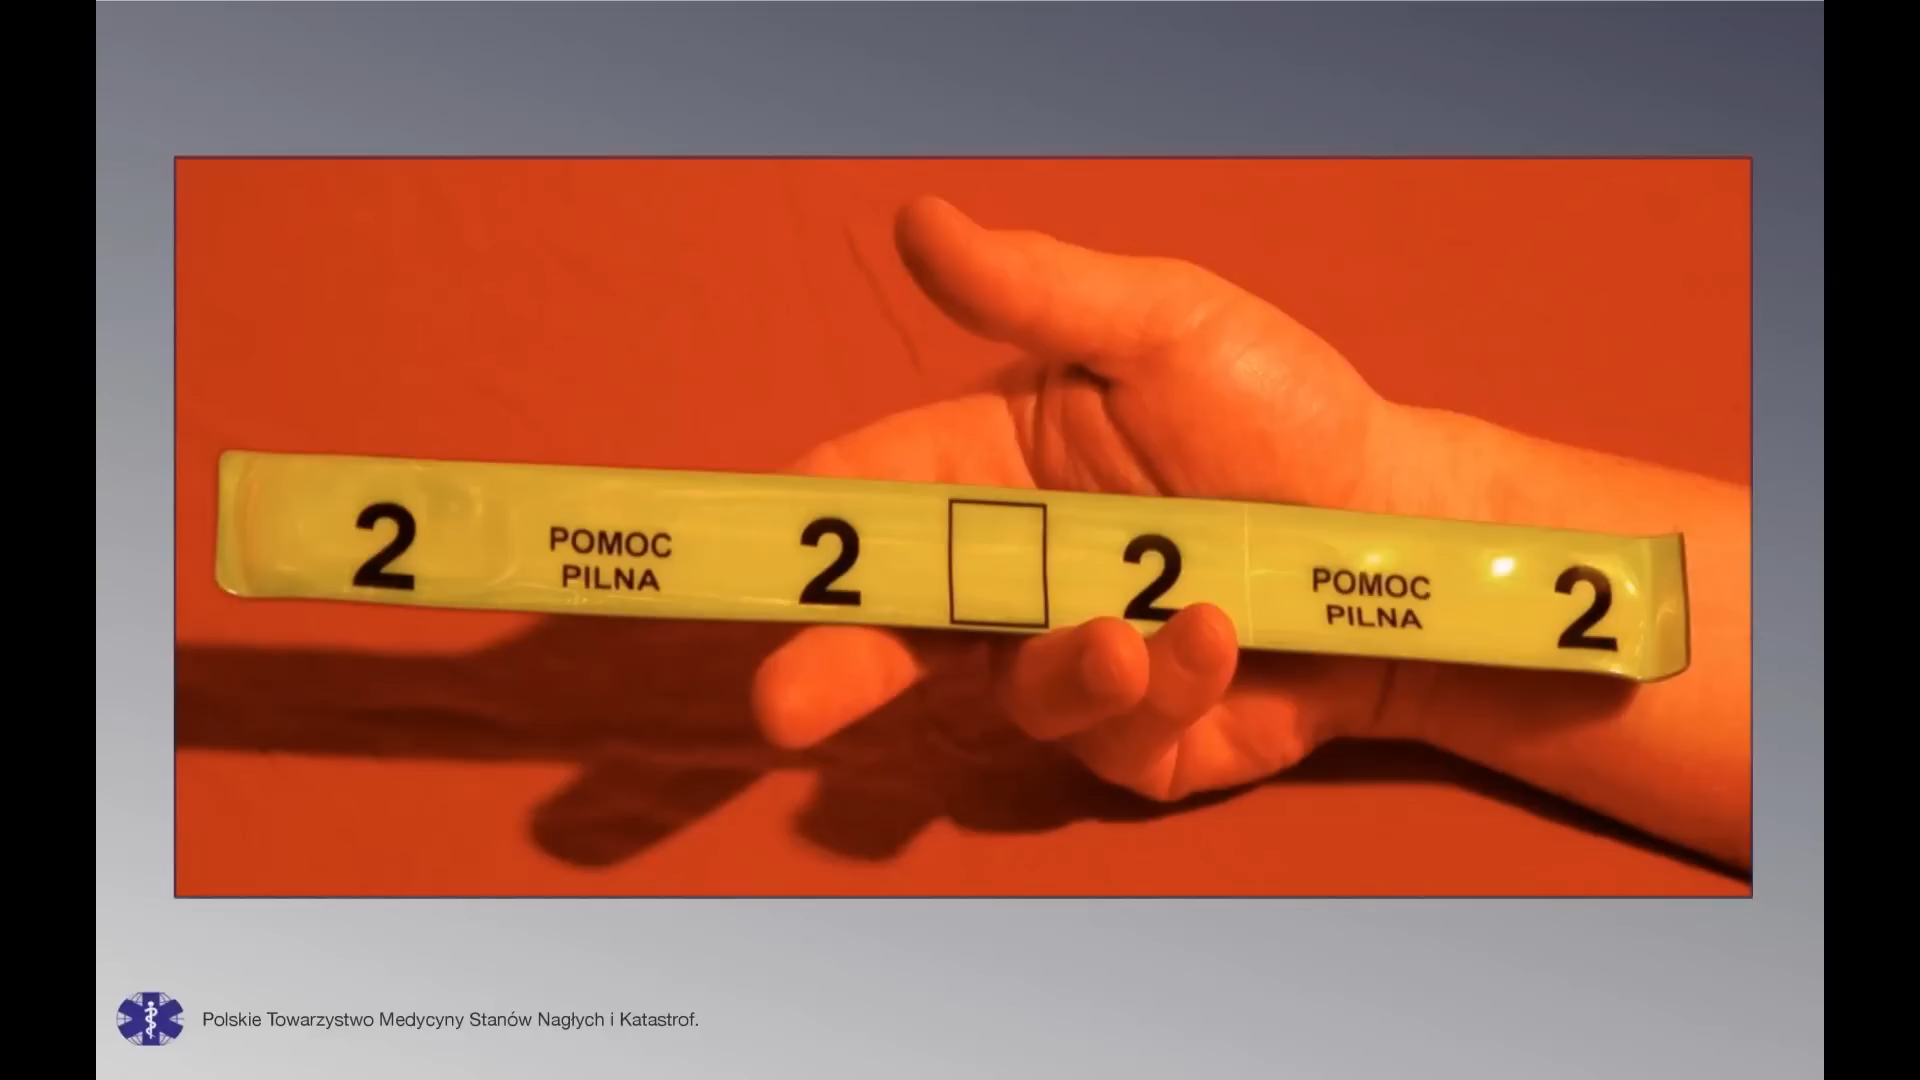 2 POMOC PILNA 2 2 POMOC PILNA 2
Polskie Towarzystwo Medycyny Stanów Nagłych i Katastrof.